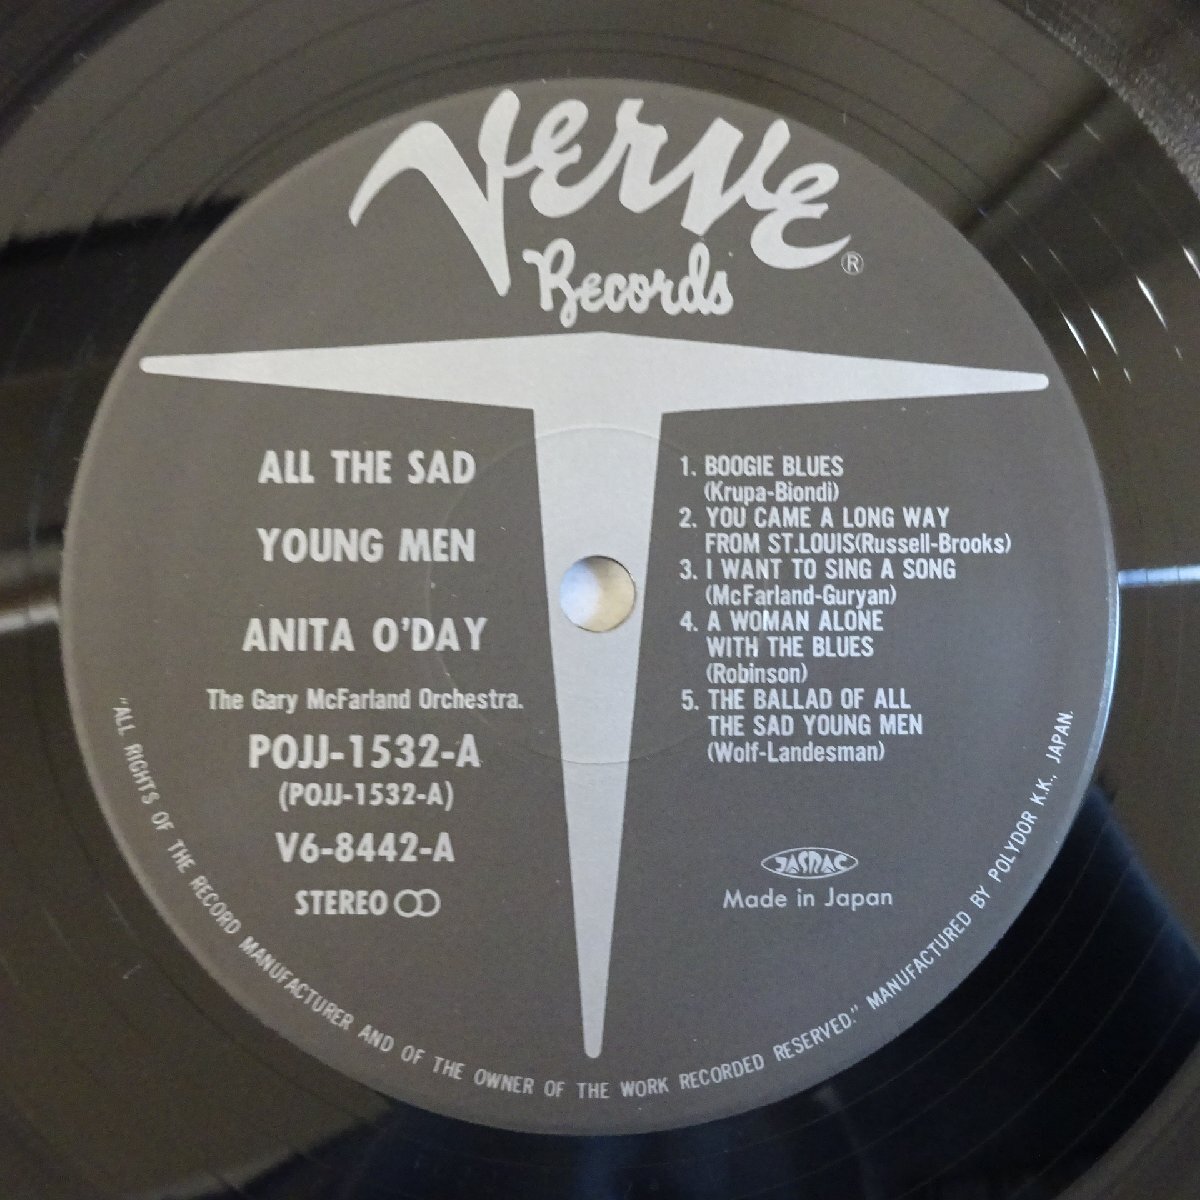 Verve
Records
®
ALL THE SAD
YOUNG MEN
ANITA O'DAY
The Gary McFarland Orchestra.
POJJ-1532-A
(POJJ-1532-A)
V6-8442-A
STEREO
1. BOOGIE BLUES
(Krupa-Biondi)
2. YOU CAME A LONG WAY
FROM ST.LOUIS(Russell-Brooks)
3. I WANT TO SING A SONG
(McFarland-Guryan)
4. A WOMAN ALONE
WITH THE BLUES
(Robinson)
5. THE BALLAD OF ALL
THE SAD YOUNG MEN
(Wolf-Landesman)
JASRAC
Made in Japan
"ALL RIGHTS OF THE RECORD MANUFACTURER AND OF THE OWNER OF THE WORK RECORDED RESERVED." MANUFACTURED BY POLYDOR K.K., JAPAN.